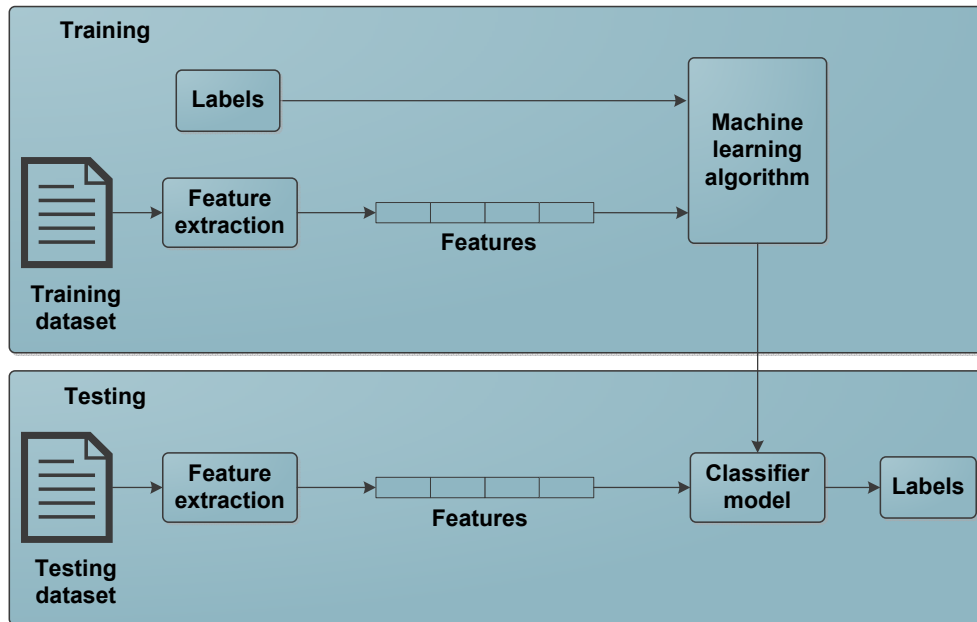 Training
Labels
Machine
learning
algorithm
Feature
extraction
Features
Training
dataset
Testing
Feature
extraction
Features
Classifier
model
Labels
Testing
dataset